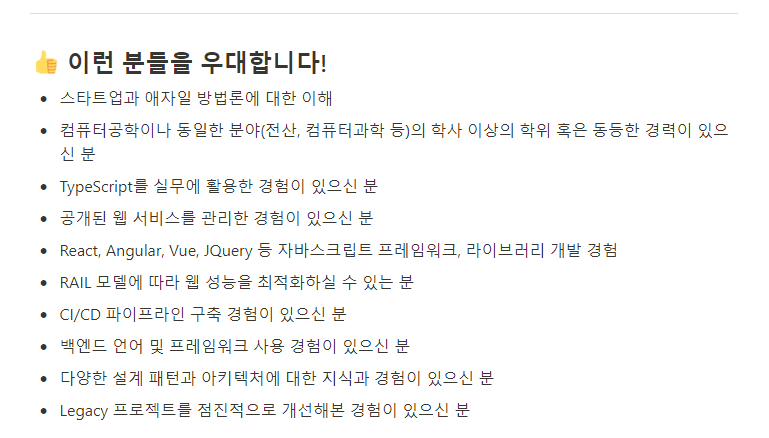 👍 이런 분들을 우대합니다!
• 스타트업과 애자일 방법론에 대한 이해
• 컴퓨터공학이나 동일한 분야(전산, 컴퓨터과학 등)의 학사 이상의 학위 혹은 동등한 경력이 있으
신 분
• TypeScript를 실무에 활용한 경험이 있으신 분
• 공개된 웹 서비스를 관리한 경험이 있으신 분
• React, Angular, Vue, JQuery 등 자바스크립트 프레임워크, 라이브러리 개발 경험
• RAIL 모델에 따라 웹 성능을 최적화하실 수 있는 분
• CI/CD 파이프라인 구축 경험이 있으신 분
• 백엔드 언어 및 프레임워크 사용 경험이 있으신 분
• 다양한 설계 패턴과 아키텍처에 대한 지식과 경험이 있으신 분
• Legacy 프로젝트를 점진적으로 개선해본 경험이 있으신 분